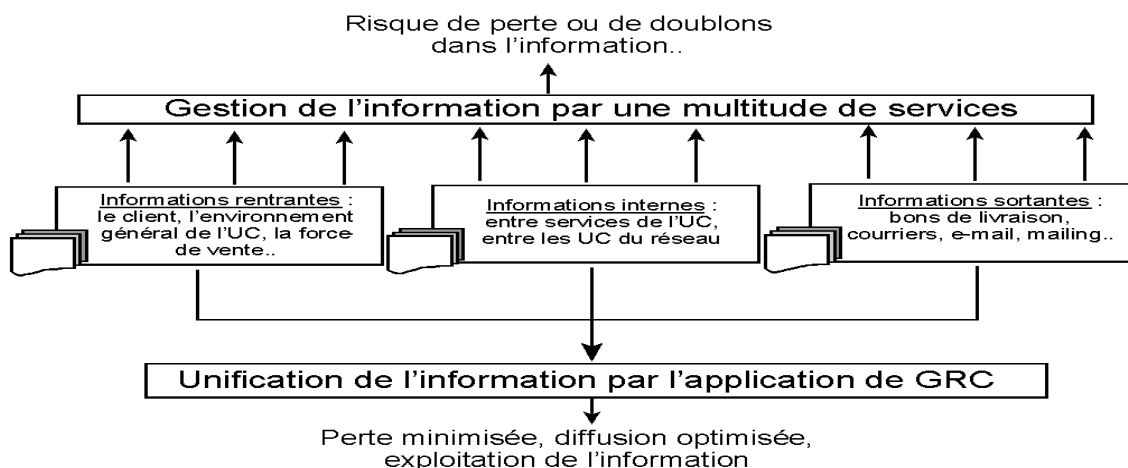 Risque de perte ou de doublons
dans l'information..
Gestion de l'information par une multitude de services
Informations rentrantes :
le client, l'environnement
général de l'UC, la force
de vente..
Informations internes :
entre services de l'UC,
entre les UC du réseau
Informations sortantes :
bons de livraison,
courriers, e-mail, mailing..
Unification de l'information par l'application de GRC
Perte minimisée, diffusion optimisée,
exploitation de l'information